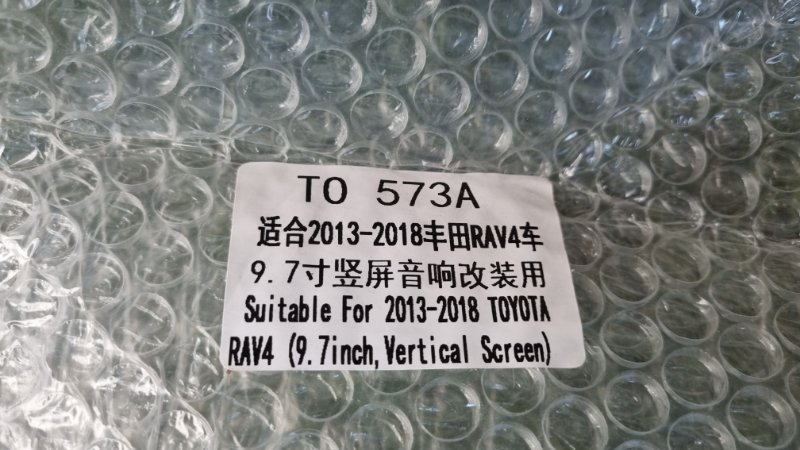 TO 573A
适合2013-2018丰田RAV4车
9.7寸竖屏音响改装用
Suitable For 2013-2018 TOYOTA
RAV4 (9.7inch,Vertical Screen)